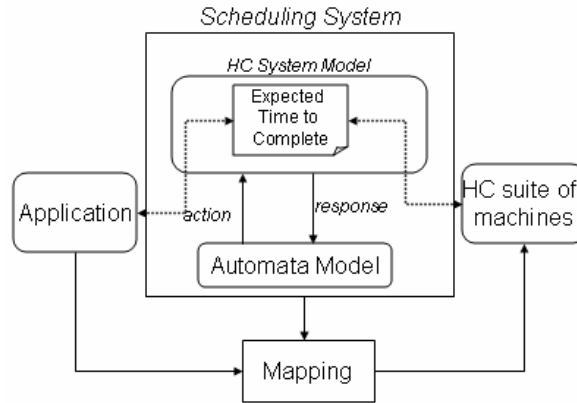 Scheduling System
HC System Model
Expected
Time to
Complete
Application
action
response
HC suite of
machines
Automata Model
Mapping